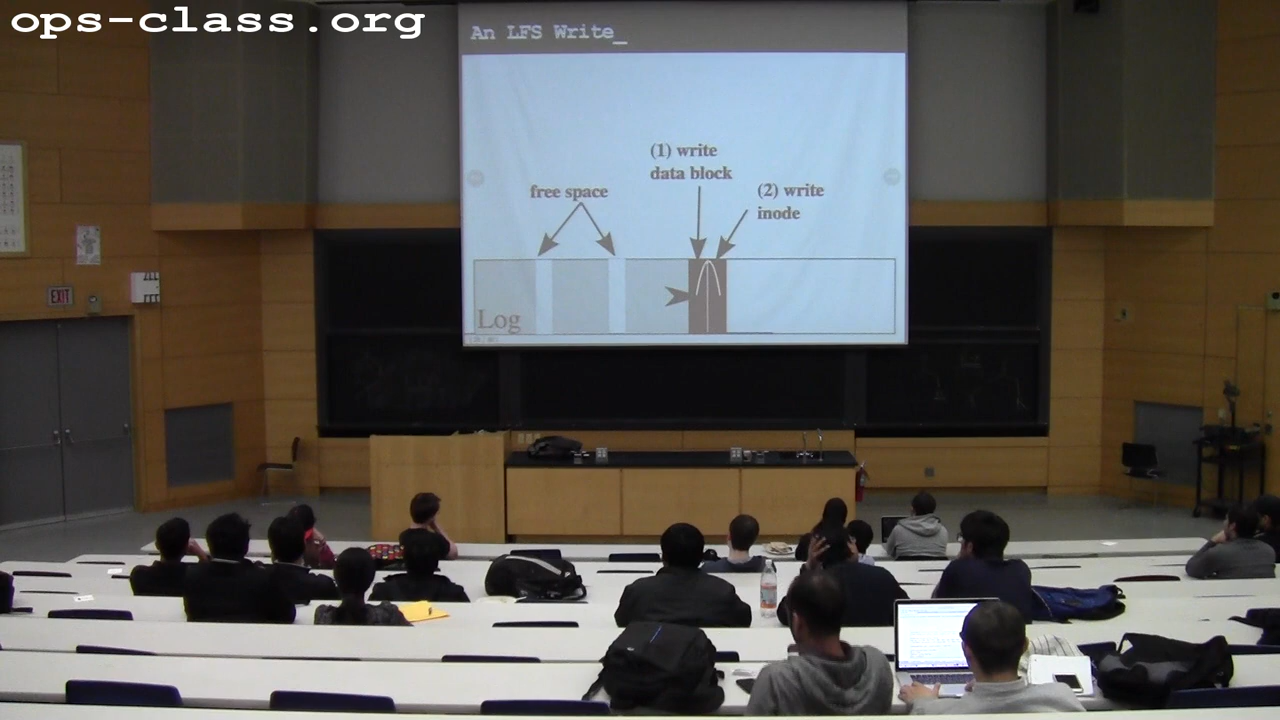 ops-class.org
An LFS Write_
(1) write
data block
(2) write
inode
free space
Log
EXIT